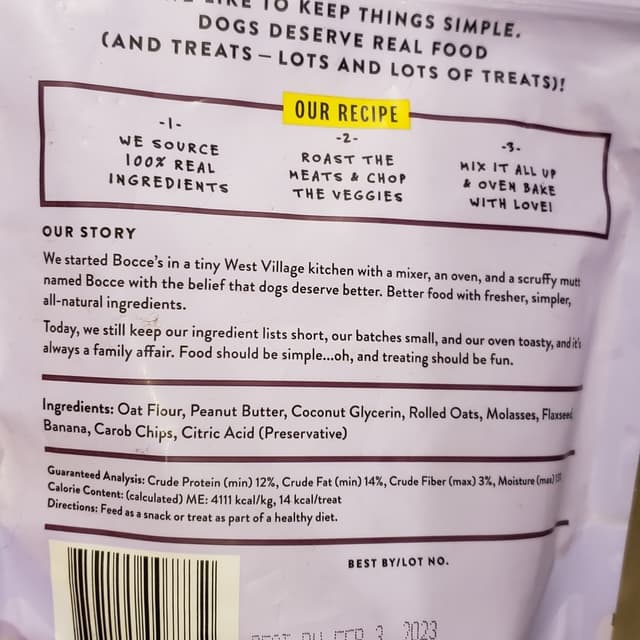 LIKE TO KEEP THINGS SIMPLE.
DOGS DESERVE REAL FOOD
(AND TREATS – LOTS AND LOTS OF TREATS)!
OUR RECIPE
-1-
WE SOURCE
100% REAL
INGREDIENTS
-2-
ROAST THE
MEATS & CHOP
THE VEGGIES
-3-
MIX IT ALL UP
& OVEN BAKE
WITH LOVE!
OUR STORY
We started Bocce's in a tiny West Village kitchen with a mixer, an oven, and a scruffy mutt
named Bocce with the belief that dogs deserve better. Better food with fresher, simpler,
all-natural ingredients.
Today, we still keep our ingredient lists short, our batches small, and our oven toasty, and it's
always a family affair. Food should be simple...oh, and treating should be fun.
Ingredients: Oat Flour, Peanut Butter, Coconut Glycerin, Rolled Oats, Molasses, Flaxseed
Banana, Carob Chips, Citric Acid (Preservative)
Guaranteed Analysis: Crude Protein (min) 12%, Crude Fat (min) 14%, Crude Fiber (max) 3%, Moisture (max)
Calorie Content: (calculated) ME: 4111 kcal/kg, 14 kcal/treat
Directions: Feed as a snack or treat as part of a healthy diet.
BEST BY/LOT NO.
BEST BY FEB 3 2023